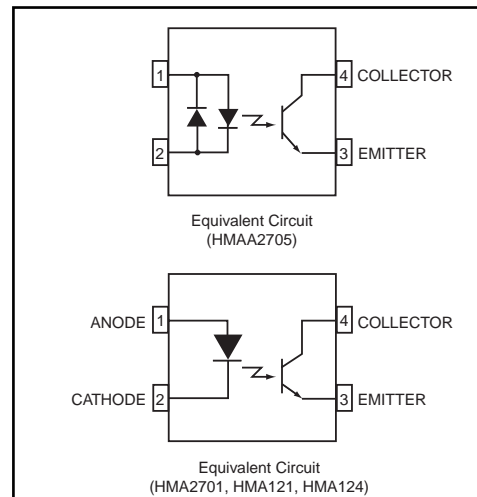 1
4 COLLECTOR
2
3 EMITTER
Equivalent Circuit
(HMAA2705)
ANODE 1
4 COLLECTOR
CATHODE 2
3 EMITTER
Equivalent Circuit
(HMA2701, HMA121, HMA124)